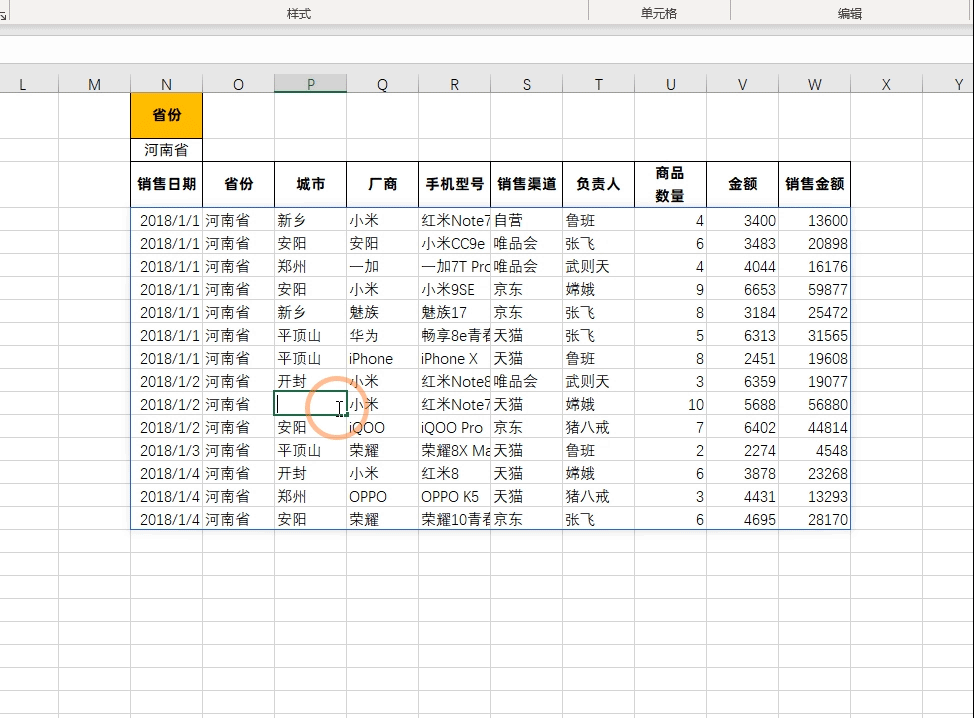 样式 单元格 编辑
L M N O P Q R S T U V W X Y
省份
河南省
销售日期 省份 城市 厂商 手机型号 销售渠道 负责人 商品数量 金额 销售金额
2018/1/1 河南省 新乡 小米 红米Note7 自营 鲁班 4 3400 13600
2018/1/1 河南省 安阳 安阳 小米CC9e 唯品会 张飞 6 3483 20898
2018/1/1 河南省 郑州 一加 一加7T Pro 唯品会 武则天 4 4044 16176
2018/1/1 河南省 安阳 小米 小米9SE 京东 嫦娥 9 6653 59877
2018/1/1 河南省 新乡 魅族 魅族17 京东 张飞 8 3184 25472
2018/1/1 河南省 平顶山 华为 畅享8e青春 天猫 张飞 5 6313 31565
2018/1/1 河南省 平顶山 iPhone iPhone X 天猫 鲁班 8 2451 19608
2018/1/2 河南省 开封 小米 红米Note8 唯品会 武则天 3 6359 19077
2018/1/2 河南省 小米 红米Note7 天猫 嫦娥 10 5688 56880
2018/1/2 河南省 安阳 iQOO iQOO Pro 京东 猪八戒 7 6402 44814
2018/1/3 河南省 平顶山 荣耀 荣耀8X Ma 天猫 鲁班 2 2274 4548
2018/1/4 河南省 开封 小米 红米8 天猫 嫦娥 6 3878 23268
2018/1/4 河南省 郑州 OPPO OPPO K5 天猫 猪八戒 3 4431 13293
2018/1/4 河南省 安阳 荣耀 荣耀10青春 京东 张飞 6 4695 28170